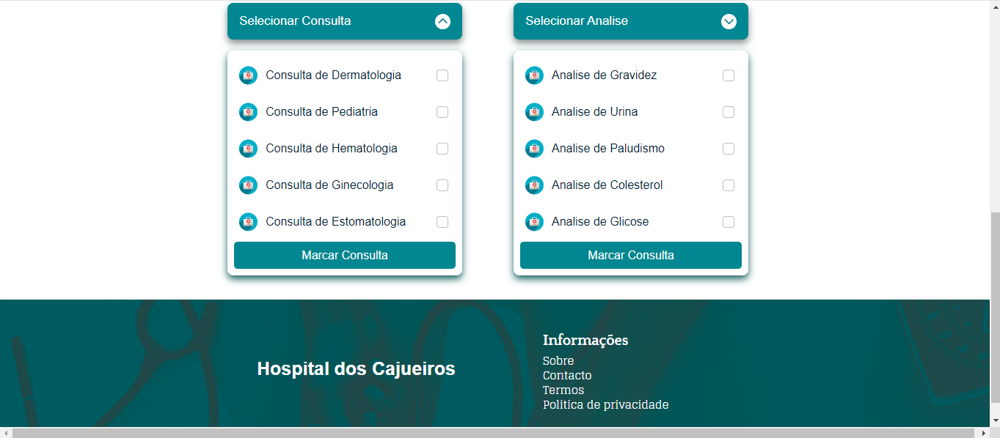 Selecionar Consulta
Consulta de Dermatologia
Consulta de Pediatria
Consulta de Hematologia
Consulta de Ginecologia
Consulta de Estomatologia
Marcar Consulta
Selecionar Analise
Analise de Gravidez
Analise de Urina
Analise de Paludismo
Analise de Colesterol
Analise de Glicose
Marcar Consulta
Hospital dos Cajueiros
Informações
Sobre
Contacto
Termos
Politica de privacidade